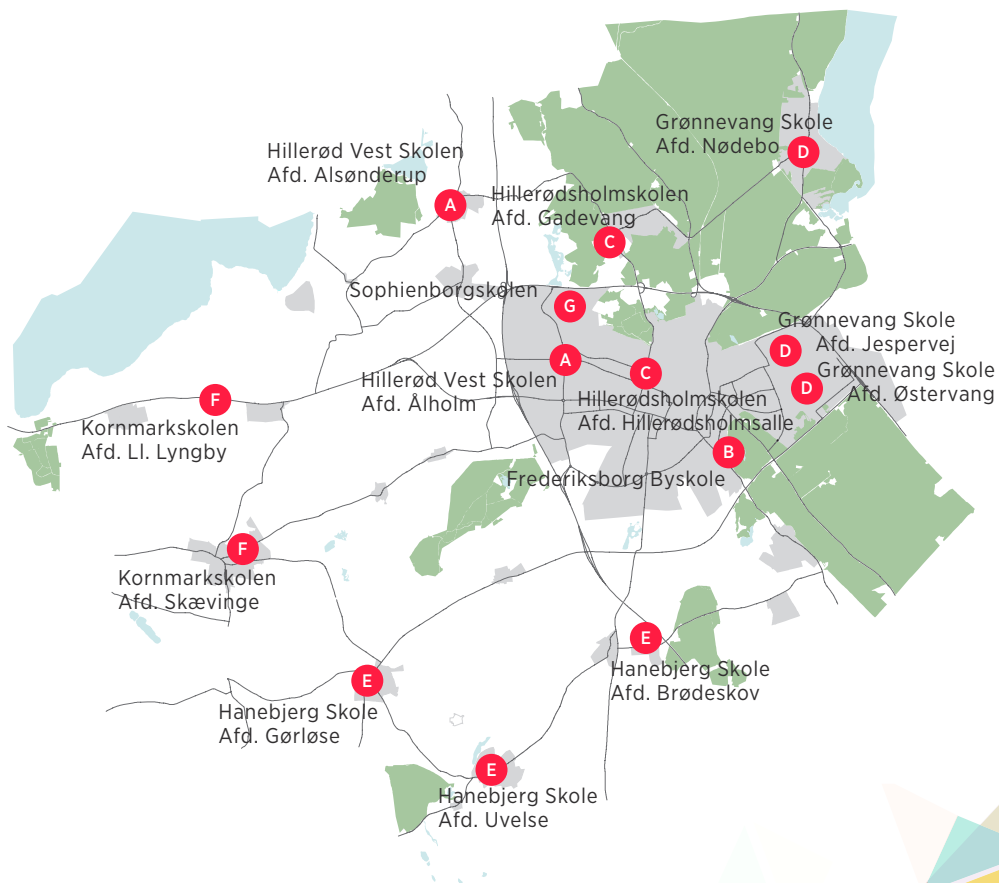 Grønnevang Skole
Afd. Nødebo
D
Hillerød Vest Skolen
Afd. Alsønderup
A
Hillerødsholmskolen
Afd. Gadevang
C
Sophienborgskolen
G
Grønnevang Skole
Afd. Jespervej
D
A
Hillerød Vest Skolen
Afd. Ålholm
C
Hillerødsholmskolen
Afd. Hillerødsholmsalle
Grønnevang Skole
Afd. Østervang
D
F
Kornmarkskolen
Afd. Ll. Lyngby
B
Frederiksborg Byskole
F
Kornmarkskolen
Afd. Skævinge
E
Hanebjerg Skole
Afd. Brødeskov
E
Hanebjerg Skole
Afd. Gørløse
E
Hanebjerg Skole
Afd. Uvelse